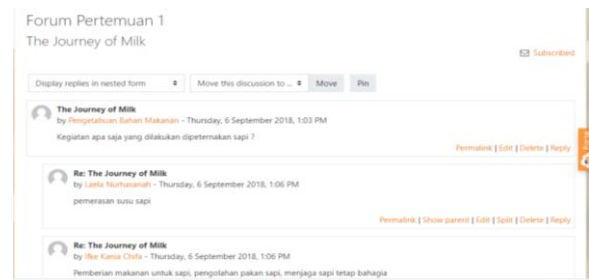 Forum Pertemuan 1
The Journey of Milk
Subscribed
Display replies in nested form
Move this discussion to ...
Move
Pin
The Journey of Milk
by Pengetahuan Bahan Makanan - Thursday, 6 September 2018, 1:03 PM
Kegiatan apa saja yang dilakukan dipeternakan sapi ?
Permalink | Edit | Delete | Reply
Re: The Journey of Milk
by Laela Nurhasanah - Thursday, 6 September 2018, 1:06 PM
pemerasan susu sapi
Permalink | Show parent | Edit | Split | Delete | Reply
Re: The Journey of Milk
by Ifke Kania - Thursday, 6 September 2018, 1:06 PM
Pemberian makanan untuk sapi, pengolahan pakan sapi, menjaga sapi tetap bahagia